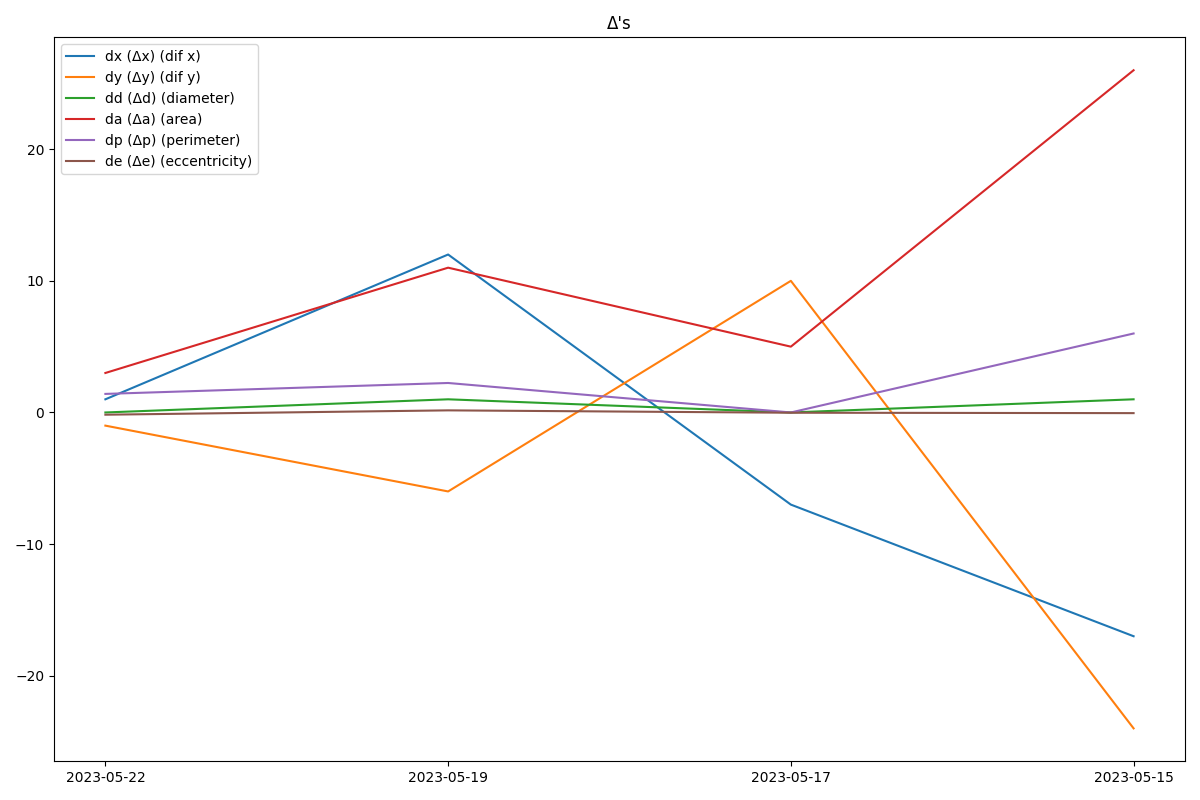 Δ's
dx (Δx) (dif x)
dy (Δy) (dif y)
dd (Δd) (diameter)
da (Δa) (area)
dp (Δp) (perimeter)
de (Δe) (eccentricity)
20
10
0
−10
−20
2023-05-22 2023-05-19 2023-05-17 2023-05-15